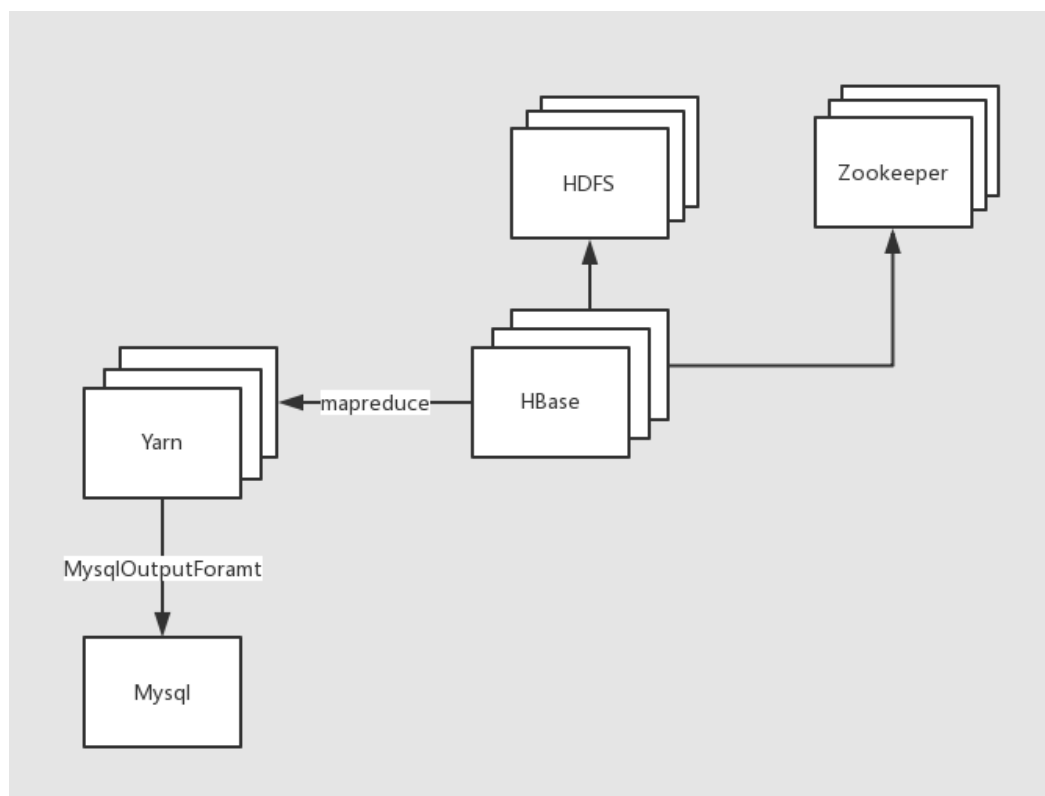 HDFS
Zookeeper
mapreduce
HBase
Yarn
MysqlOutputForamt
Mysql